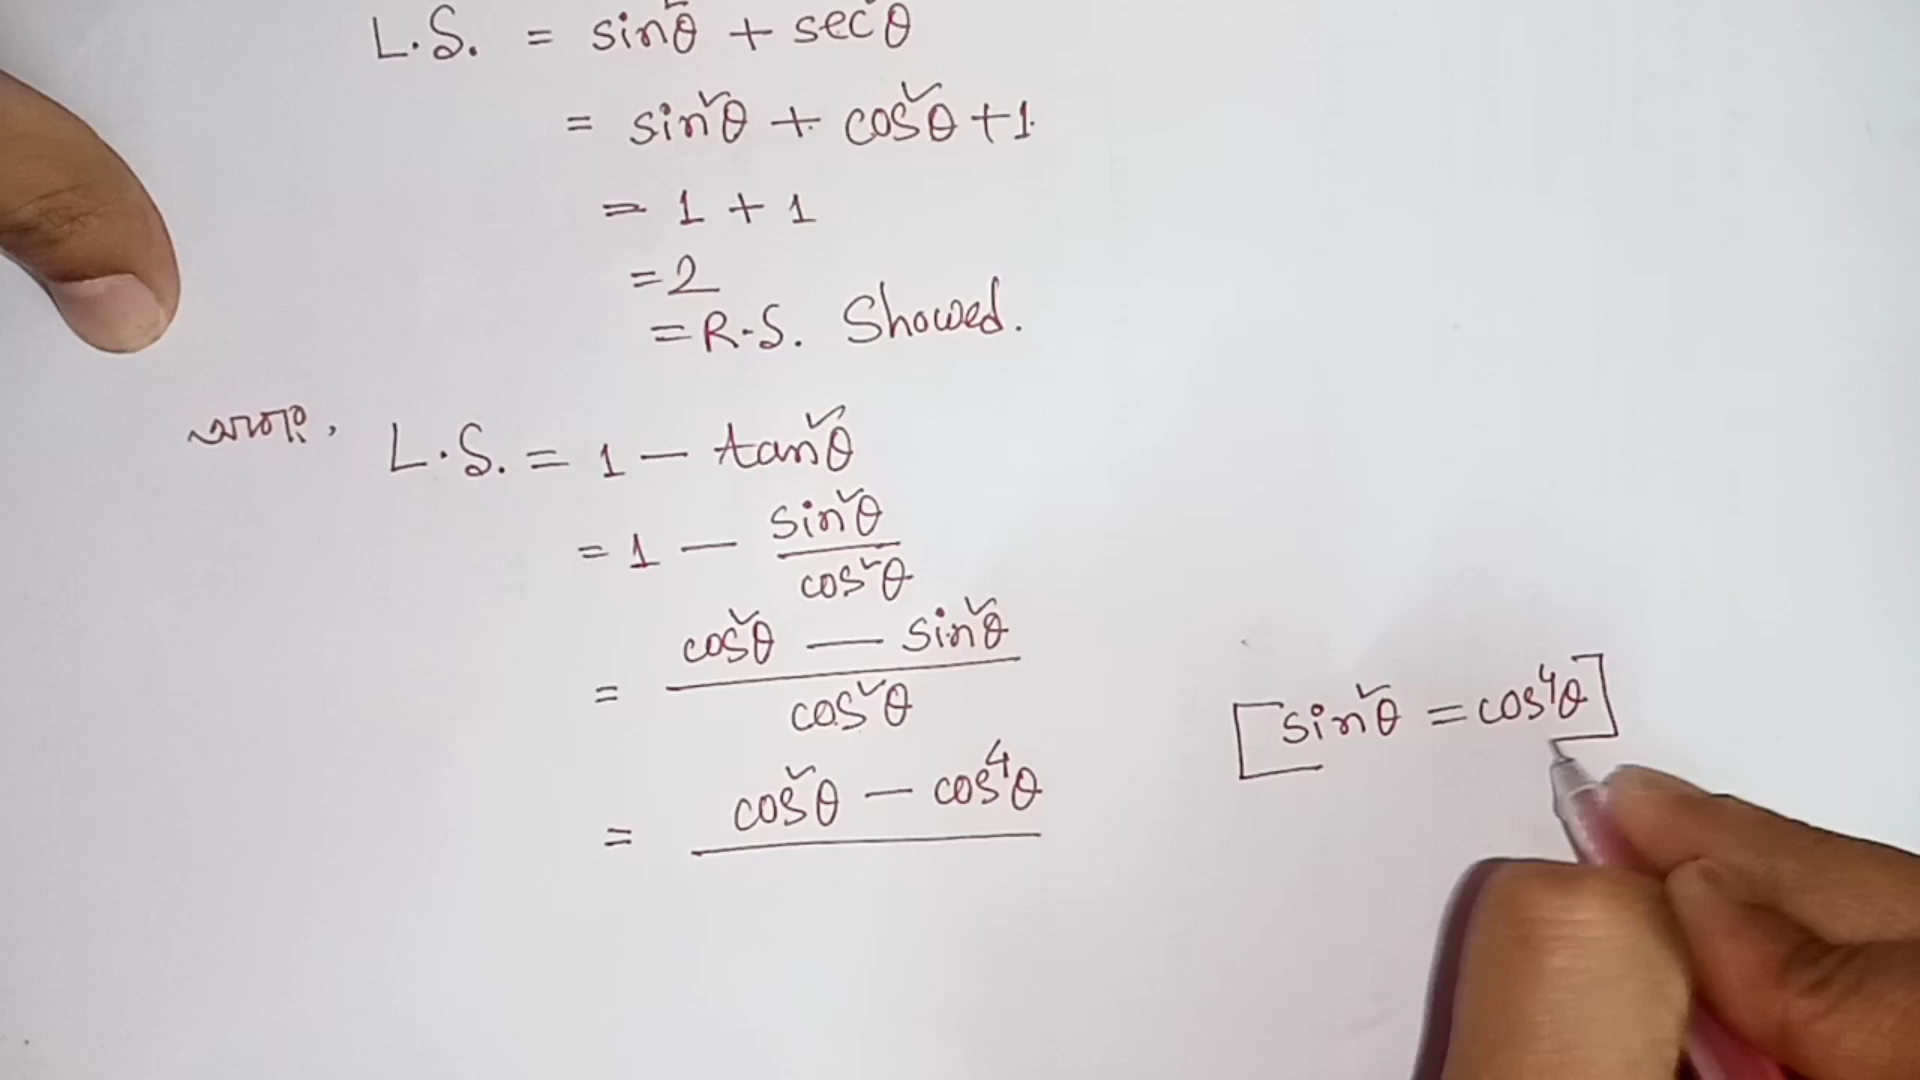 L.S. = sin²θ + sec²θ
= sin²θ + cos²θ + 1
= 1 + 1
= 2
= R.S. Showed.
L.S. = 1 — tan²θ
= 1 — sin²θ / cos²θ
= cos²θ — sin²θ / cos²θ
= cos²θ — cos⁴θ
[sin²θ = cos⁴θ]